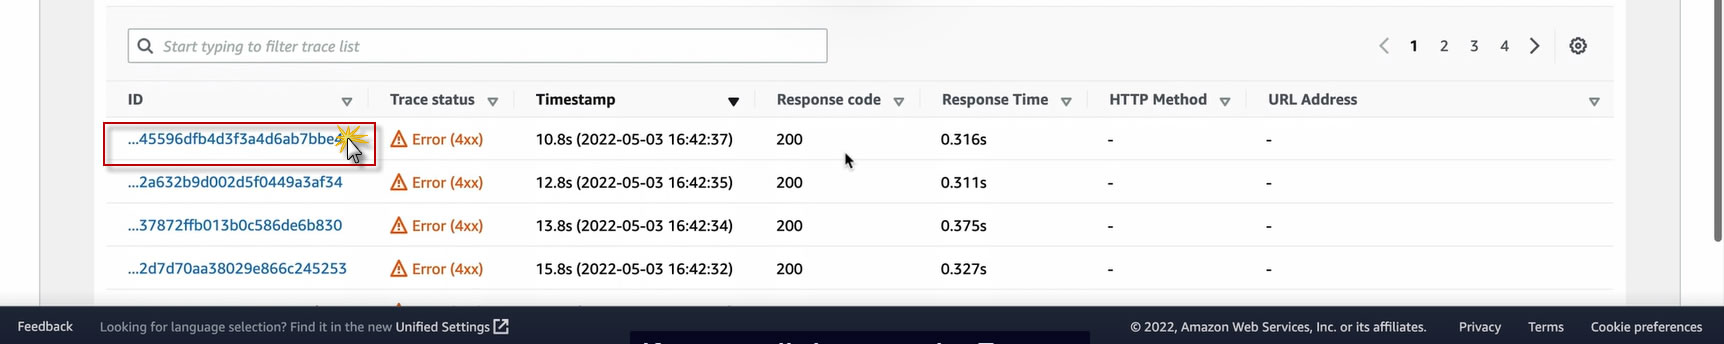 Start typing to filter trace list
1 2 3 4
ID Trace status Timestamp Response code Response Time HTTP Method URL Address
...45596dfb4d3f3a4d6ab7bbe Error (4xx) 10.8s (2022-05-03 16:42:37) 200 0.316s - -
...2a632b9d002d5f0449a3af34 Error (4xx) 12.8s (2022-05-03 16:42:35) 200 0.311s - -
...37872ffb013b0c586de6b830 Error (4xx) 13.8s (2022-05-03 16:42:34) 200 0.375s - -
...2d7d70aa38029e866c245253 Error (4xx) 15.8s (2022-05-03 16:42:32) 200 0.327s - -
Feedback Looking for language selection? Find it in the new Unified Settings © 2022, Amazon Web Services, Inc. or its affiliates. Privacy Terms Cookie preferences